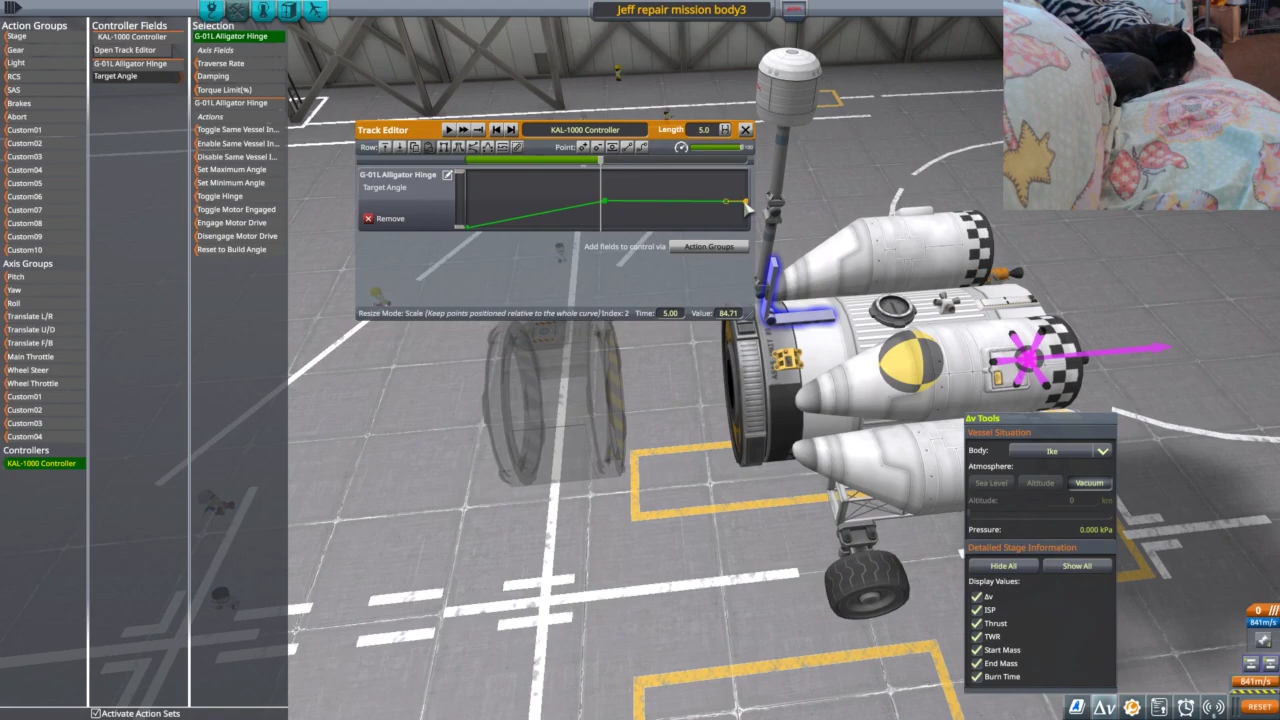 Jeff repair mission body3
Action Groups
Stage
Gear
Light
RCS
SAS
Brakes
Abort
Custom01
Custom02
Custom03
Custom04
Custom05
Custom06
Custom07
Custom08
Custom09
Custom10
Axis Groups
Pitch
Yaw
Roll
Translate L/R
Translate U/D
Translate F/B
Main Throttle
Wheel Steer
Wheel Throttle
Custom01
Custom02
Custom03
Custom04
Controllers
KAL-1000 Controller
Activate Action Sets
Controller Fields
KAL-1000 Controller
Open Track Editor
G-01L Alligator Hinge
Target Angle
Selection
G-01L Alligator Hinge
Axis Fields
Traverse Rate
Damping
Torque Limit(%)
G-01L Alligator Hinge
Actions
Toggle Same Vessel In...
Enable Same Vessel In...
Disable Same Vessel I...
Set Maximum Angle
Set Minimum Angle
Toggle Hinge
Toggle Motor Engaged
Engage Motor Drive
Disengage Motor Drive
Reset to Build Angle
Track Editor
KAL-1000 Controller
Length 5.0
Row:
Point:
G-01L Alligator Hinge
Target Angle
Remove
Add fields to control via Action Groups
Resize Mode: Scale (Keep points positioned relative to the whole curve) Index: 2 Time: 5.00 Value: 84.71
Δv Tools
Vessel Situation
Body: Ike
Atmosphere:
Sea Level Altitude Vacuum
Altitude: 0 km
Pressure: 0.000 kPa
Detailed Stage Information
Hide All Show All
Display Values:
Δv
ISP
Thrust
TWR
Start Mass
End Mass
Burn Time
0
841m/s
841m/s
Δv
RESET